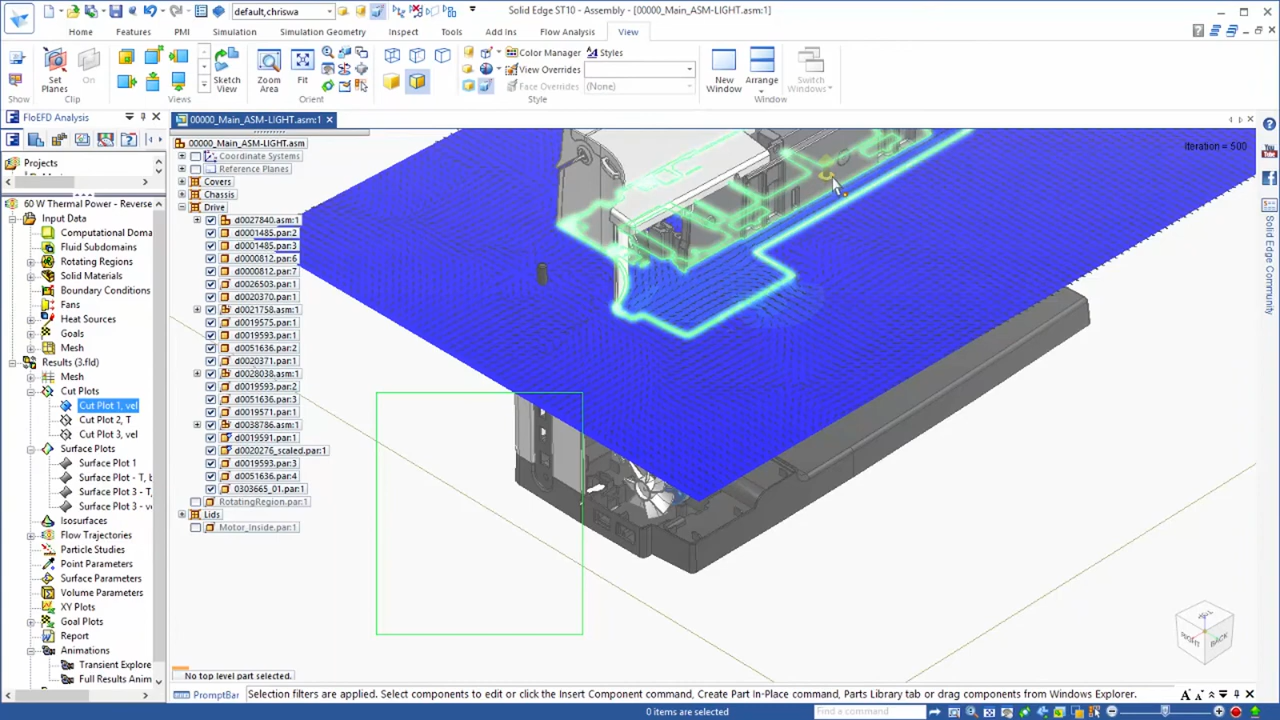 default,chriswa
Solid Edge ST10 - Assembly - [00000_Main_ASM-LIGHT.asm:1]
Home Features PMI Simulation Simulation Geometry Inspect Tools Add Ins Flow Analysis View
Set Planes
On
Clip
Show
Views
Sketch View
Zoom Area
Fit
Orient
Color Manager Styles
View Overrides
Face Overrides (None)
Style
New Window
Arrange
Switch Windows
Window
FloEFD Analysis
00000_Main_ASM-LIGHT.asm:1
Projects
60 W Thermal Power - Reverse
Input Data
Computational Doma
Fluid Subdomains
Rotating Regions
Solid Materials
Boundary Conditions
Fans
Heat Sources
Goals
Mesh
Results (3.fld)
Mesh
Cut Plots
Cut Plot 1, vel
Cut Plot 2, T
Cut Plot 3, vel
Surface Plots
Surface Plot 1
Surface Plot - T,
Surface Plot 3 - T,
Surface Plot 3 - v
Isosurfaces
Flow Trajectories
Particle Studies
Point Parameters
Surface Parameters
Volume Parameters
XY Plots
Goal Plots
Report
Animations
Transient Explore
Full Results Anim
00000_Main_ASM-LIGHT.asm
Coordinate Systems
Reference Planes
Covers
Chassis
Drive
d0027840.asm:1
d0001485.par:2
d0001485.par:3
d0000812.par:6
d0000812.par:7
d0026503.par:1
d0020370.par:1
d0021758.asm:1
d0019575.par:1
d0019593.par:1
d0051636.par:2
d0020371.par:1
d0028038.asm:1
d0019593.par:2
d0051636.par:3
d0019571.par:1
d0038786.asm:1
d0019591.par:1
d0020276_scaled.par:1
d0019593.par:3
d0051636.par:4
0303665_01.par:1
RotatingRegion.par:1
Lids
Motor_Inside.par:1
Iteration = 500
RIGHT
BACK
Solid Edge Community
No top level part selected.
PromptBar
Selection filters are applied. Select components to edit or click the Insert Component command, Create Part In-Place command, Parts Library tab or drag components from Windows Explorer.
0 items are selected
Find a command